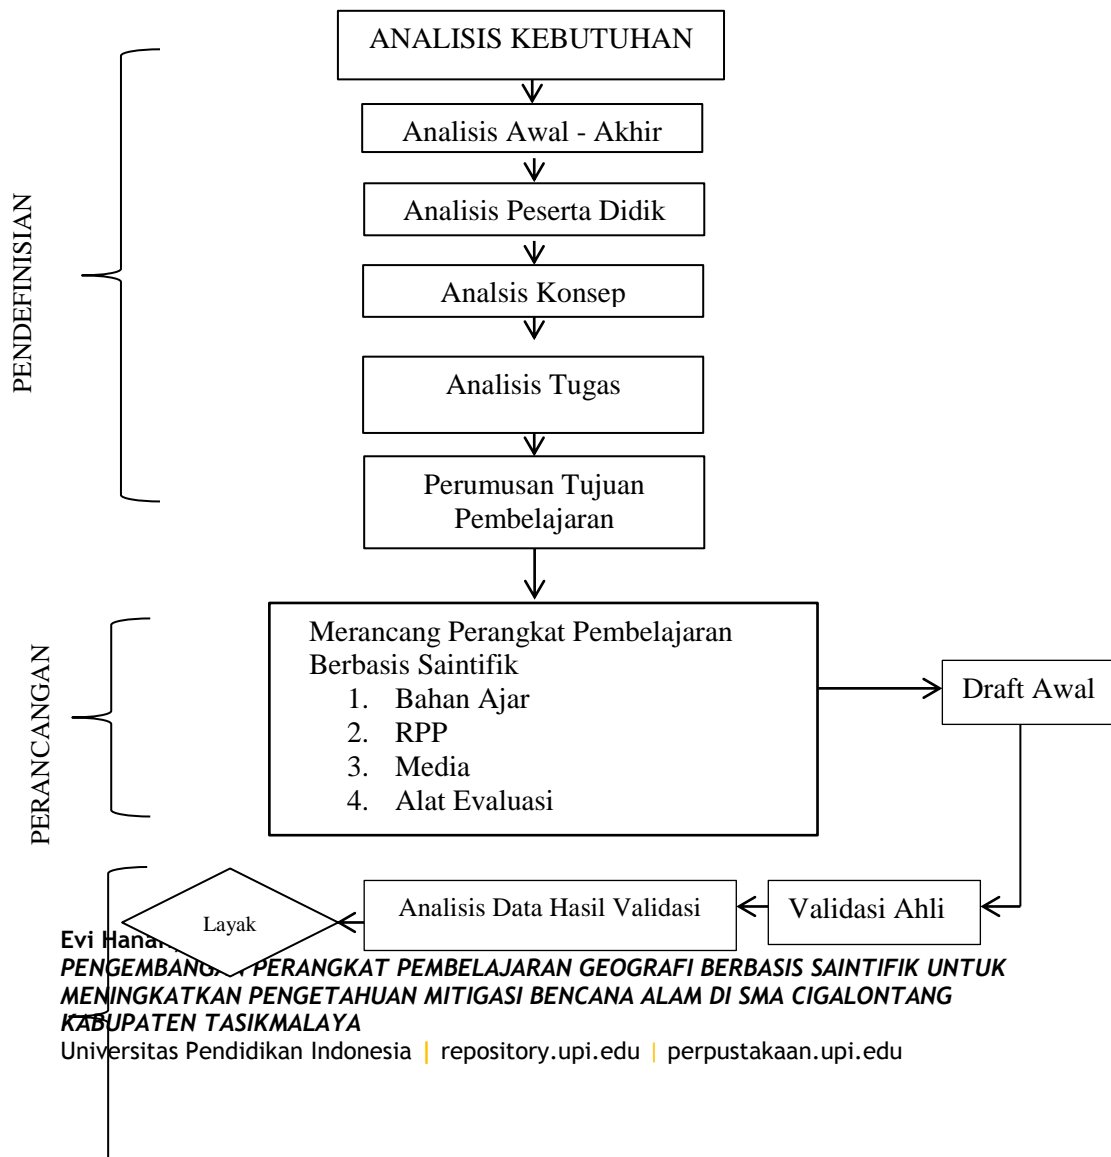 ANALISIS KEBUTUHAN
Analisis Awal - Akhir
Analisis Peserta Didik
Analsis Konsep
Analisis Tugas
Perumusan Tujuan
Pembelajaran
PENDEFINISIAN
Merancang Perangkat Pembelajaran
Berbasis Saintifik
1. Bahan Ajar
2. RPP
3. Media
4. Alat Evaluasi
PERANCANGAN
Draft Awal
Validasi Ahli
Analisis Data Hasil Validasi
Layak
Evi
PENGEMBANGAN PERANGKAT PEMBELAJARAN GEOGRAFI BERBASIS SAINTIFIK UNTUK
MENINGKATKAN PENGETAHUAN MITIGASI BENCANA ALAM DI SMA CIGALONTANG
KABUPATEN TASIKMALAYA
Universitas Pendidikan Indonesia | repository.upi.edu | perpustakaan.upi.edu